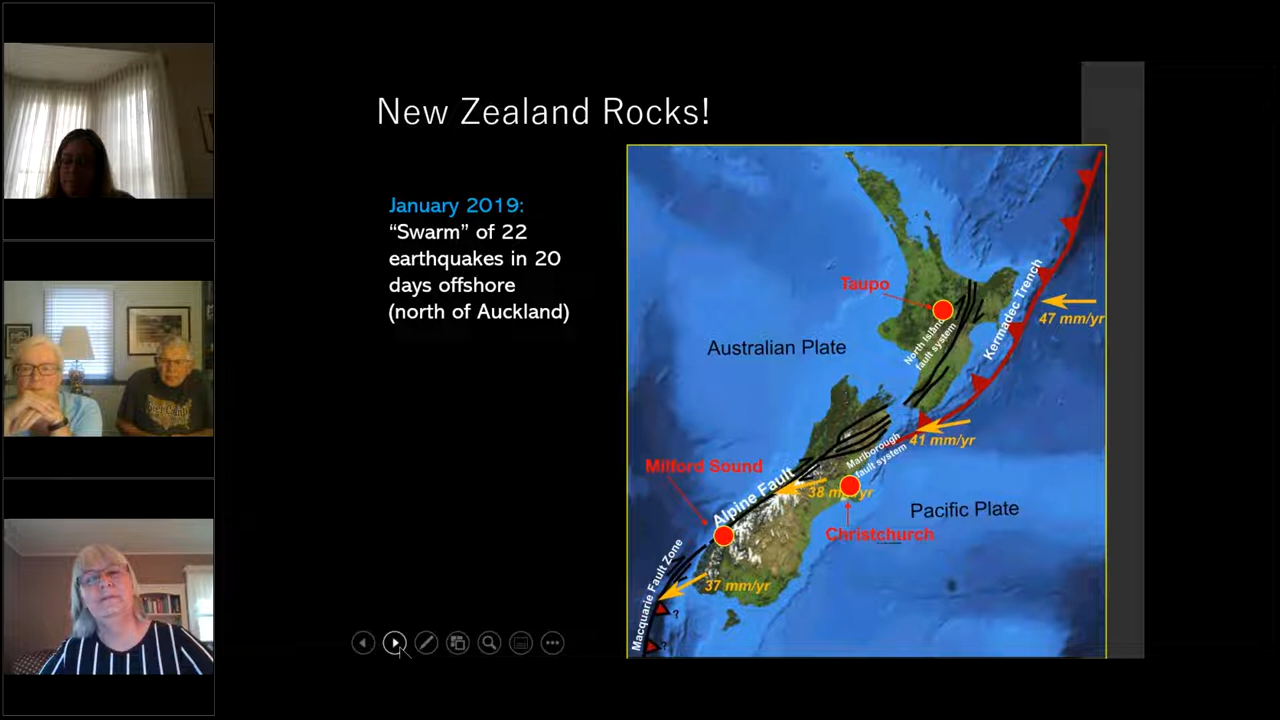 New Zealand Rocks!
January 2019:
“Swarm” of 22
earthquakes in 20
days offshore
(north of Auckland)
Taupo
North Island
fault system
Kermadec Trench
47 mm/yr
Australian Plate
41 mm/yr
Marlborough
fault system
Milford Sound
Alpine Fault
38 mm/yr
Pacific Plate
Christchurch
Macquarie Fault Zone
37 mm/yr
?
?